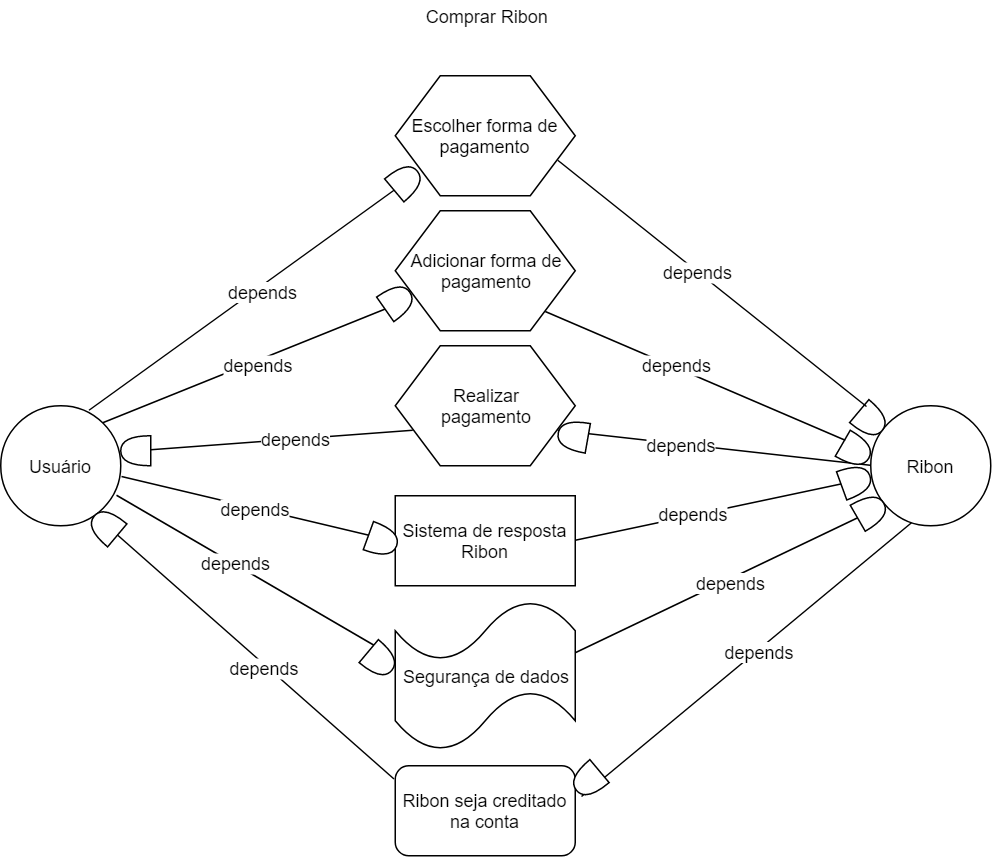 Comprar Ribon
Escolher forma de
pagamento
Adicionar forma de
pagamento
depends
depends
depends
depends
Realizar
pagamento
depends
depends
Usuário
Ribon
depends
Sistema de resposta
Ribon
depends
depends
depends
Segurança de dados
depends
depends
Ribon seja creditado
na conta